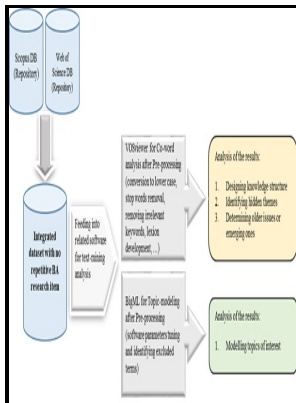 Scopus DB
(Repository)
Web of
Science DB
(Repository)
Integrated
dataset with no
repetitive BA
research item
Feeding into
related software
for text-mining
analysis
VOSviewer for Co-word
analysis after Pre-processing
(conversion to lower case,
stop words removal,
removing irrelevant
keywords, lexion
development, ...)
BigML for Topic-modeling
after Pre-processing
(software parameters tuning
and identifying excluded
terms)
Analysis of the results:
1. Designing knowledge structure
2. Identifying hidden themes
3. Determining older issues or
emerging ones
Analysis of the results:
1. Modelling topics of interest